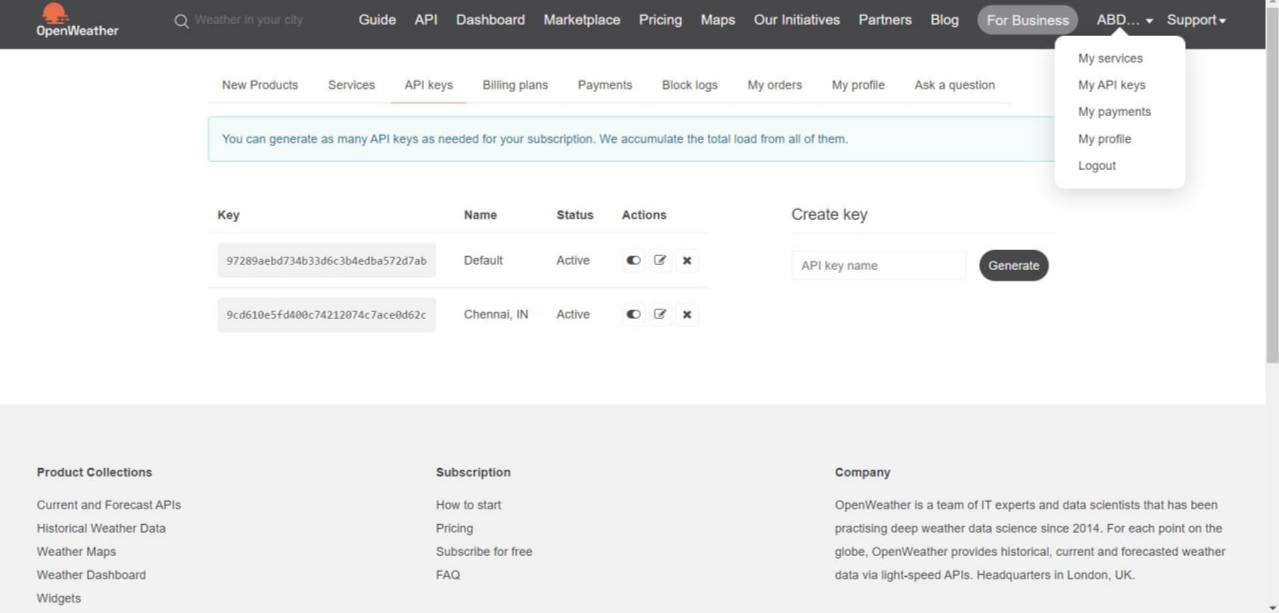 OpenWeather
Weather in your city
Guide API Dashboard Marketplace Pricing Maps Our Initiatives Partners Blog For Business ABD... Support
My services
My API keys
My payments
My profile
Logout
New Products Services API keys Billing plans Payments Block logs My orders My profile Ask a question
You can generate as many API keys as needed for your subscription. We accumulate the total load from all of them.
Key Name Status Actions
97289aebd734b33d6c3b4edba572d7ab Default Active
9cd610e5fd400c74212074c7ace0d62c Chennai, IN Active
Create key
API key name Generate
Product Collections
Current and Forecast APIs
Historical Weather Data
Weather Maps
Weather Dashboard
Widgets
Subscription
How to start
Pricing
Subscribe for free
FAQ
Company
OpenWeather is a team of IT experts and data scientists that has been
practising deep weather data science since 2014. For each point on the
globe, OpenWeather provides historical, current and forecasted weather
data via light-speed APIs. Headquarters in London, UK.